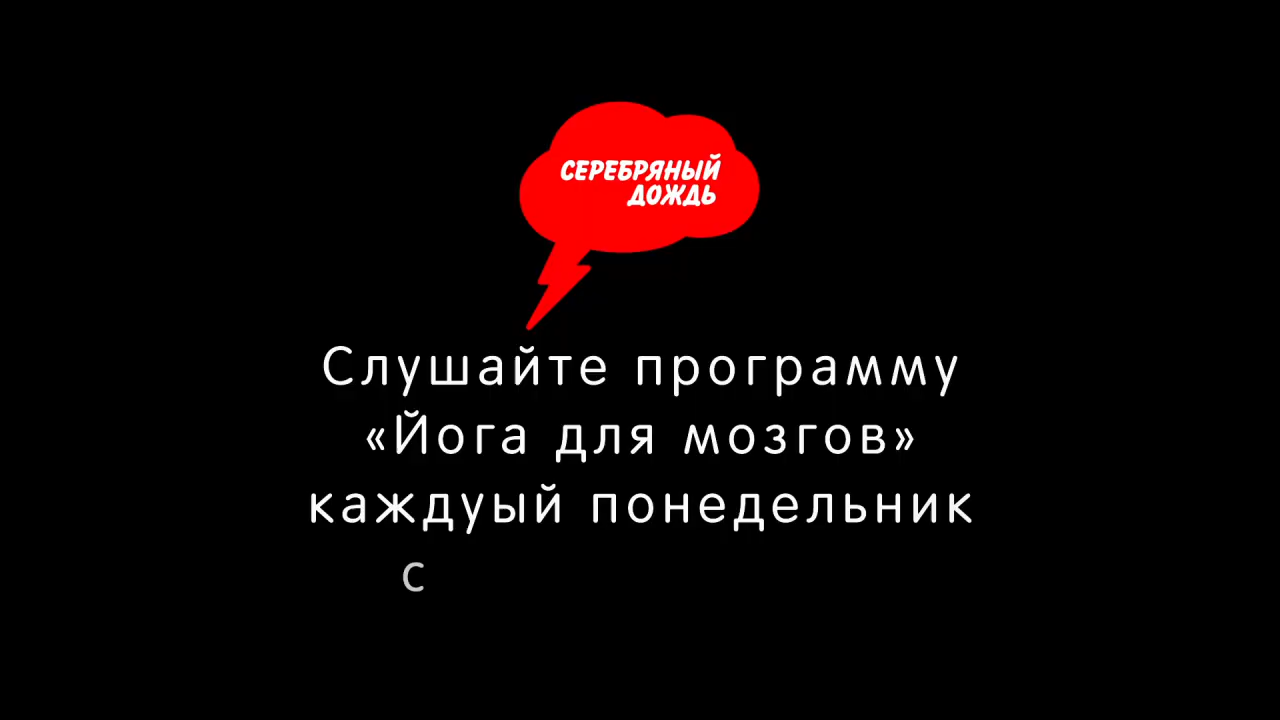 СЕРЕБРЯНЫЙ
ДОЖДЬ
Слушайте программу
«Йога для мозгов»
каждуый понедельник
с